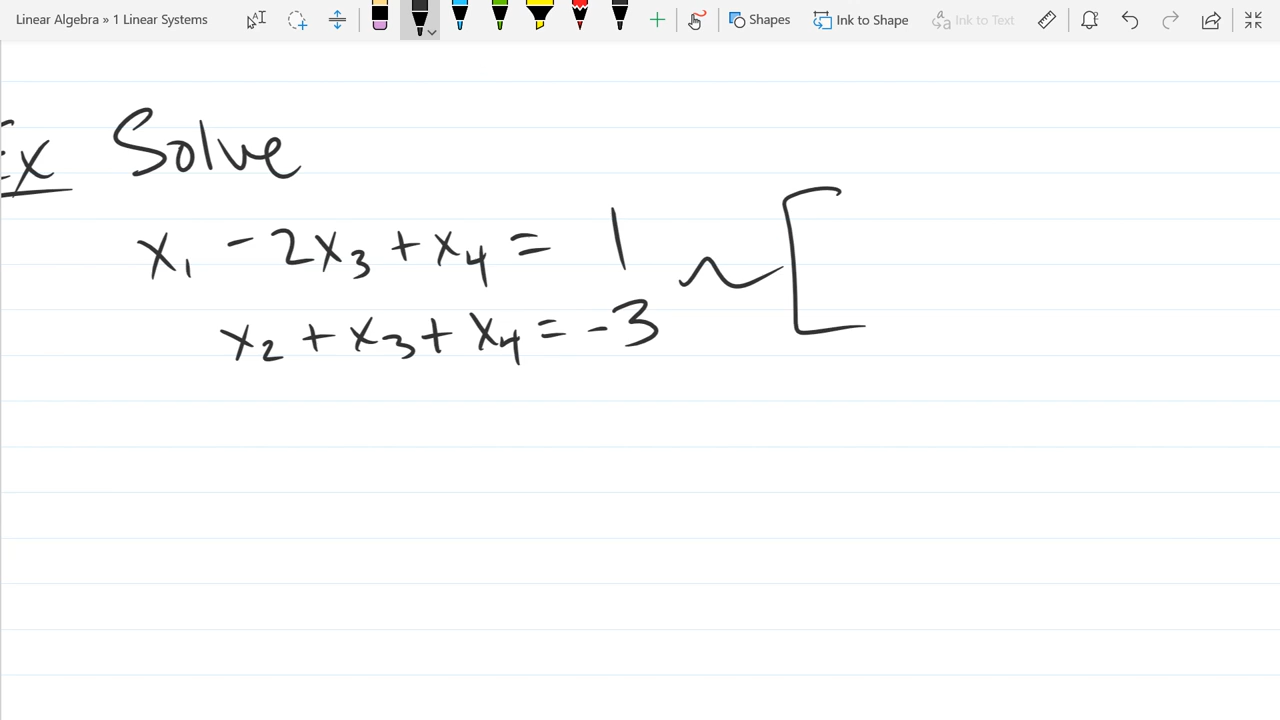 Linear Algebra » 1 Linear Systems Shapes Ink to Shape Ink to Text
Ex Solve
x₁ - 2x₃ + x₄ = 1 ~ [
x₂ + x₃ + x₄ = -3